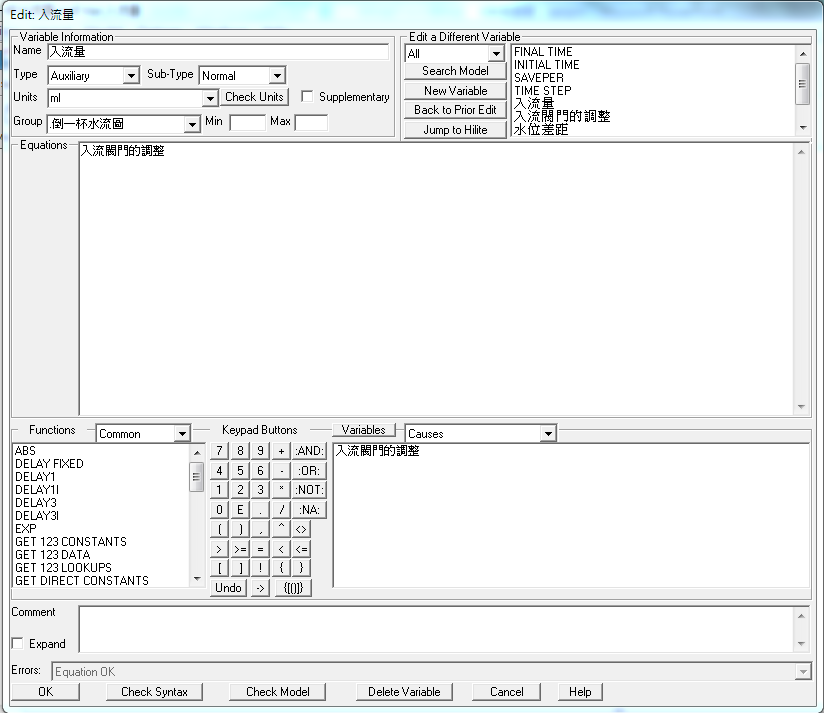 Edit: 入流量
Variable Information
Name 入流量
Type Auxiliary Sub-Type Normal
Units ml Check Units Supplementary
Group .倒一杯水流圖 Min Max
Edit a Different Variable
All
Search Model
New Variable
Back to Prior Edit
Jump to Hilite
FINAL TIME
INITIAL TIME
SAVEPER
TIME STEP
入流量
入流閥門的調整
水位差距
Equations
入流閥門的調整
Functions Common
ABS
DELAY FIXED
DELAY1
DELAY1I
DELAY3
DELAY3I
EXP
GET 123 CONSTANTS
GET 123 DATA
GET 123 LOOKUPS
GET DIRECT CONSTANTS
Keypad Buttons
7 8 9 + :AND:
4 5 6 - :OR:
1 2 3 * :NOT:
0 E . / :NA:
( ) , ^ <>
> >= = < <=
[ ] ! { }
Undo -> {[()]}
Variables Causes
入流閥門的調整
Comment
Expand
Errors: Equation OK
OK Check Syntax Check Model Delete Variable Cancel Help